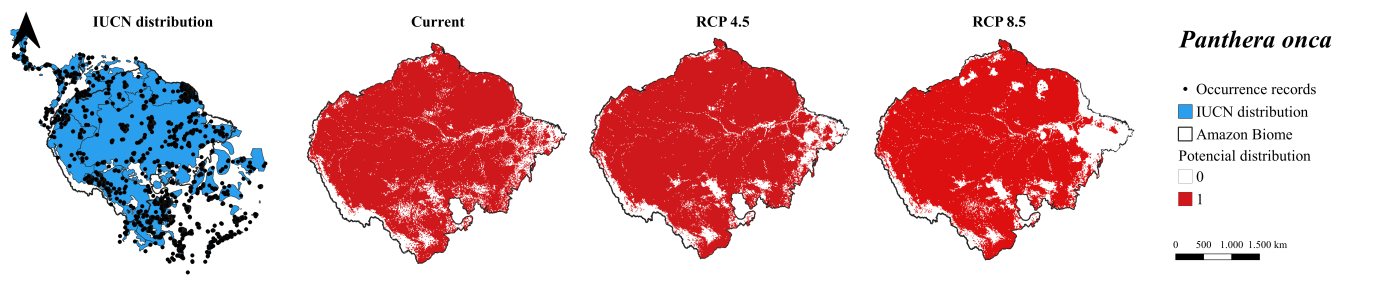 IUCN distribution
Current
RCP 4.5
RCP 8.5
Panthera onca
Occurrence records
IUCN distribution
Amazon Biome
Potencial distribution
0
1
0 500 1.000 1.500 km